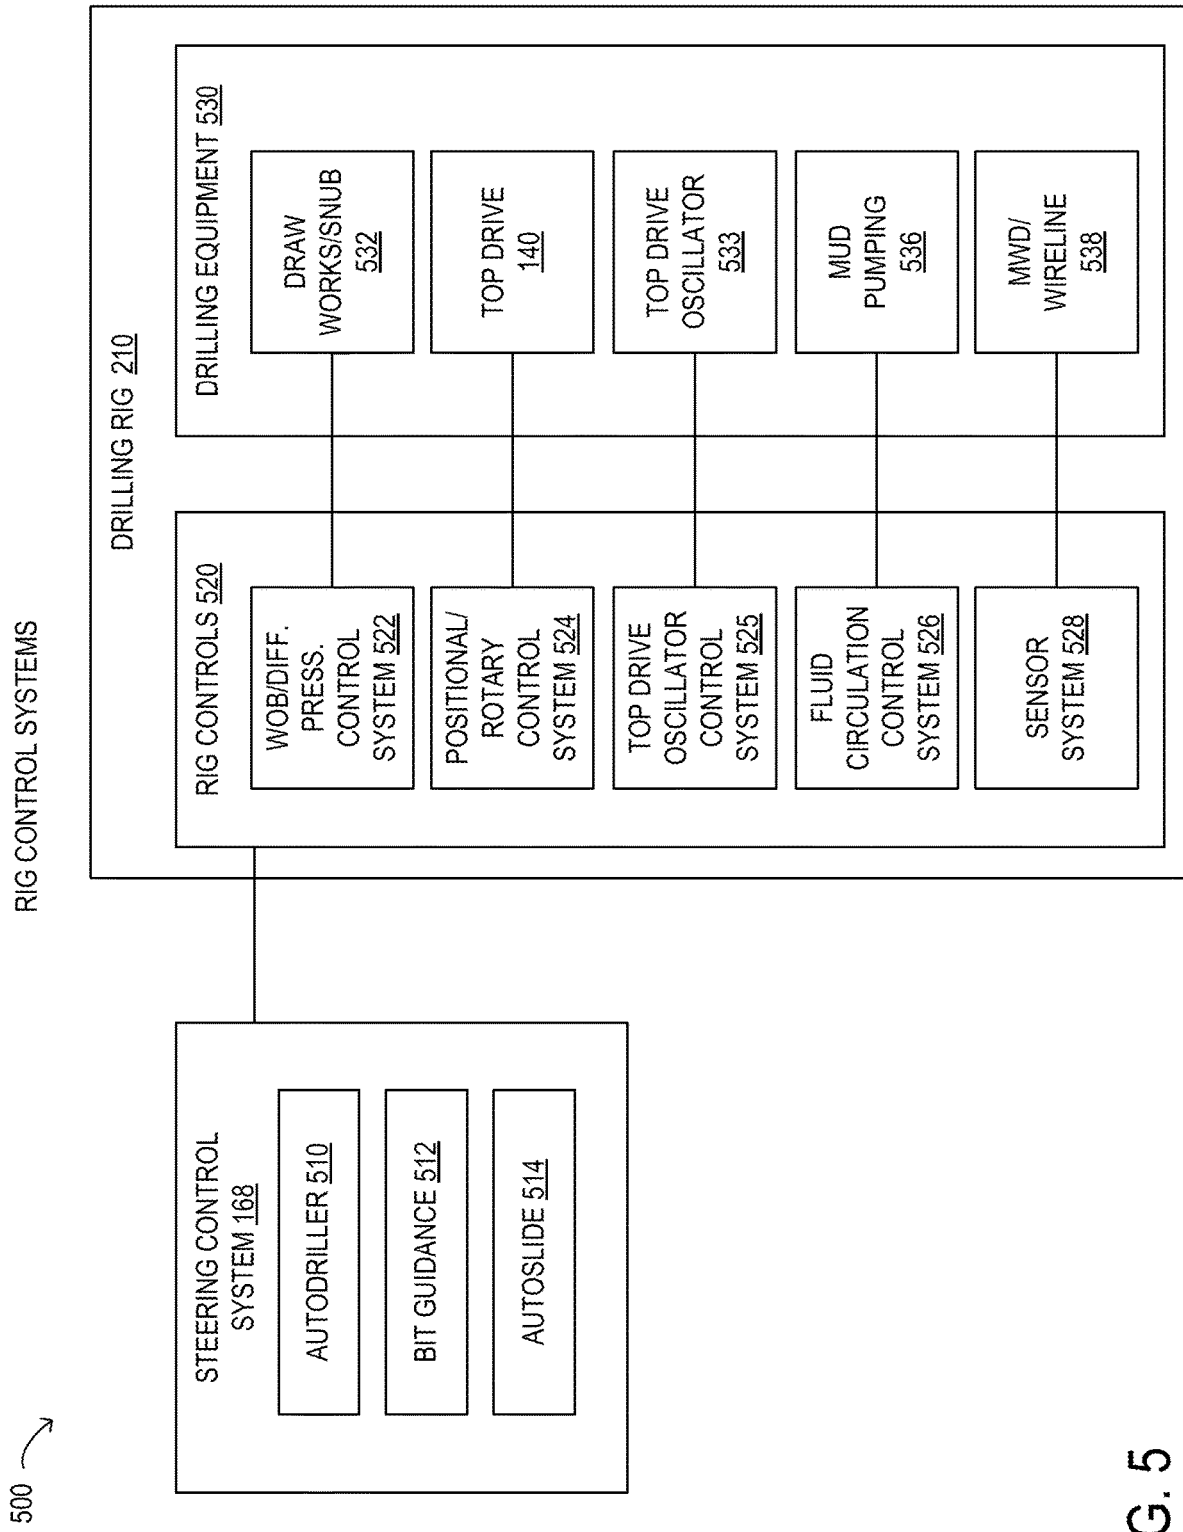 500
RIG CONTROL SYSTEMS
STEERING CONTROL
SYSTEM 168
AUTODRILLER 510
BIT GUIDANCE 512
AUTOSLIDE 514
DRILLING RIG 210
RIG CONTROLS 520
WOB/DIFF.
PRESS.
CONTROL
SYSTEM 522
POSITIONAL/
ROTARY
CONTROL
SYSTEM 524
TOP DRIVE
OSCILLATOR
CONTROL
SYSTEM 525
FLUID
CIRCULATION
CONTROL
SYSTEM 526
SENSOR
SYSTEM 528
DRILLING EQUIPMENT 530
DRAW
WORKS/SNUB
532
TOP DRIVE
140
TOP DRIVE
OSCILLATOR
533
MUD
PUMPING
536
MWD/
WIRELINE
538
G. 5